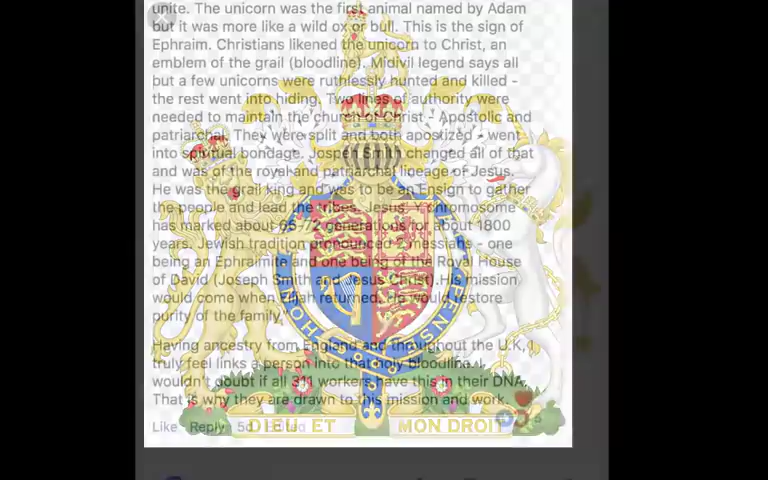 unite. The unicorn was the first animal named by Adam
but it was more like a wild ox or bull. This is the sign of
Ephraim. Christians likened the unicorn to Christ, an
emblem of the grail (bloodline). Midivil legend says all
but a few unicorns were ruthlessly hunted and killed -
the rest went into hiding. Two lines of authority were
needed to maintain the church of Christ - Apostolic and
patriarchal. They were split and both apostized - went
into spiritual bondage. Jospeh Smith changed all of that
and was of the royal and patriarchal lineage of Jesus.
He was the grail king and was to be an Ensign to gather
the people and lead the tribes. Jesus' Y chromosome
has marked about 65-72 generations for about 1800
years. Jewish tradition pronounced 2 messiahs - one
being an Ephraimite and one being of the Royal House
of David (Joseph Smith and Jesus Christ). His mission
would come when Elijah returned. He would restore
purity of the family."
Having ancestry from England and throughout the U.K, I
truly feel links a person into that holy bloodline. I
wouldn't doubt if all 311 workers have this in their DNA.
That is why they are drawn to this mission and work.
Like Reply 5d Edited
DIEU ET MON DROIT
HONI SOIT PENSE